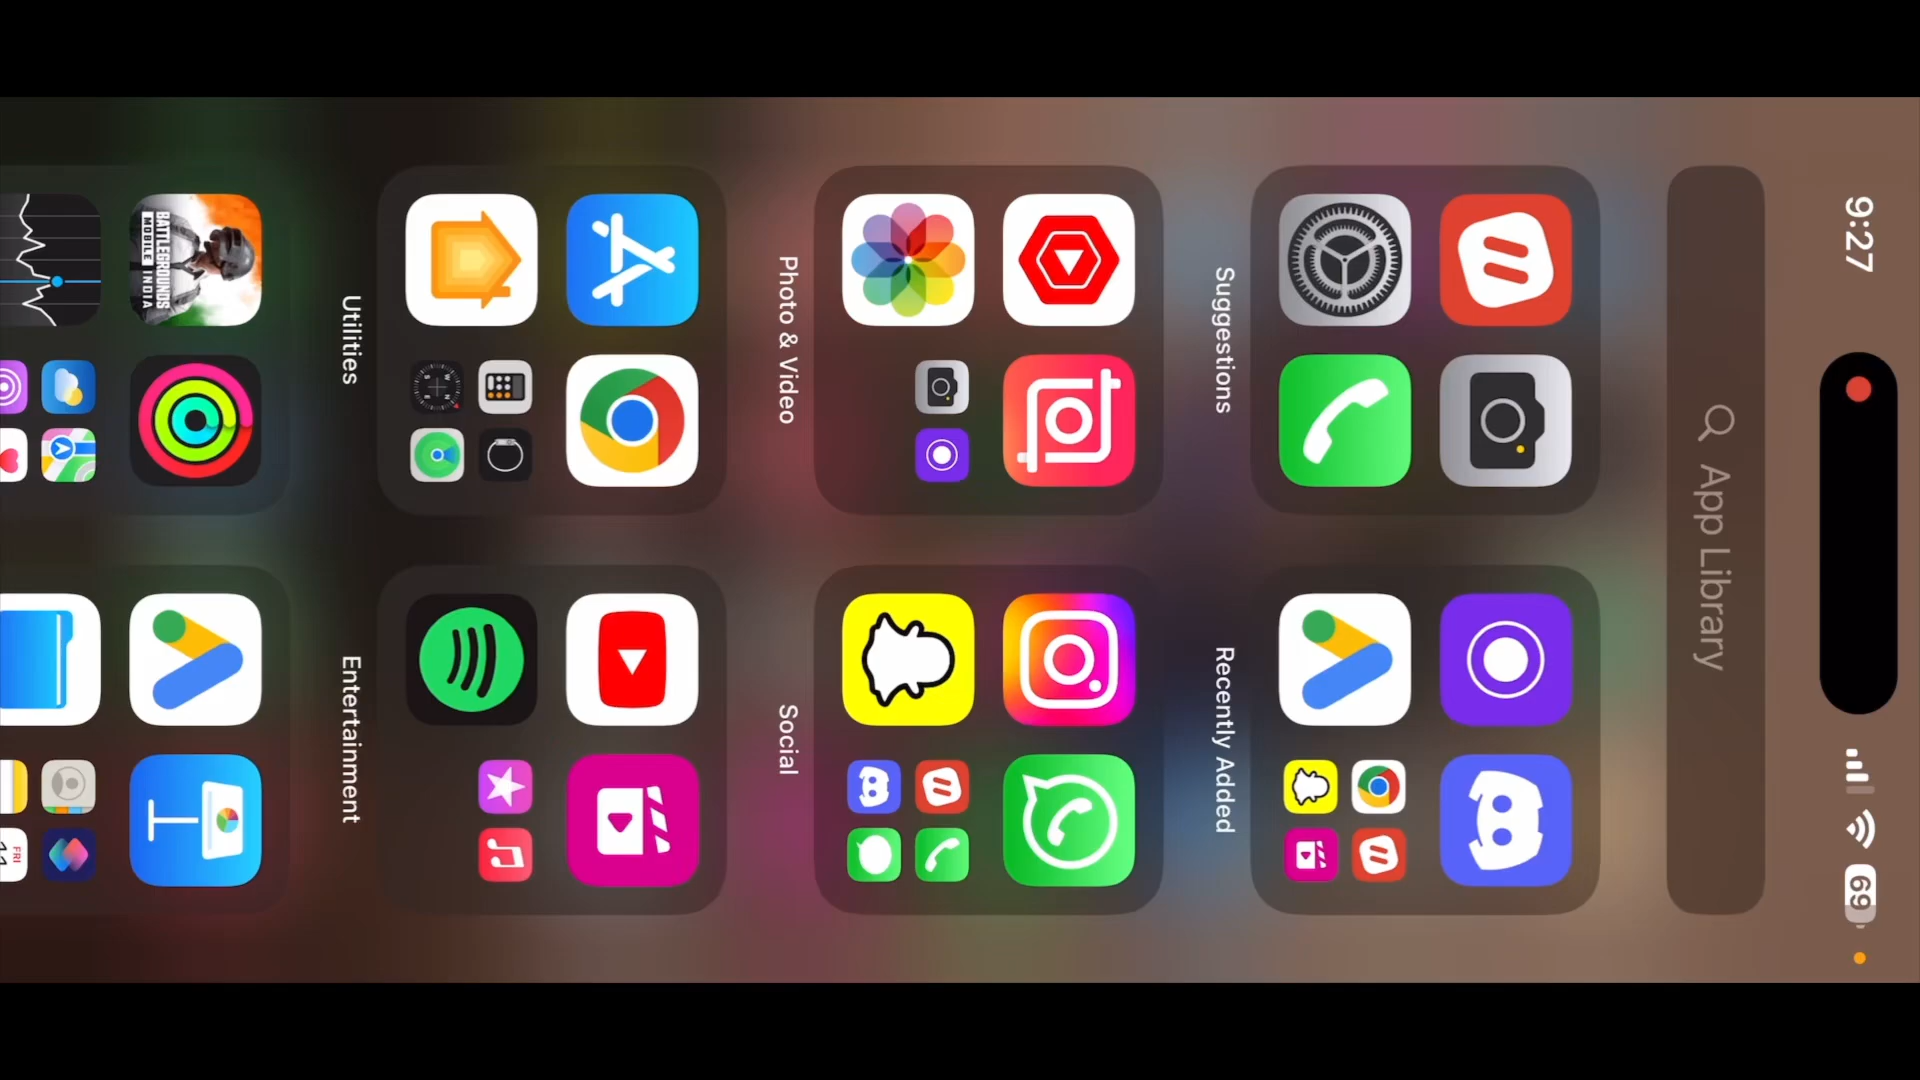 9:27
69
App Library
Suggestions
Recently Added
Photo & Video
Social
Utilities
Entertainment
BATTLEGROUNDS
MOBILE INDIA
FRI